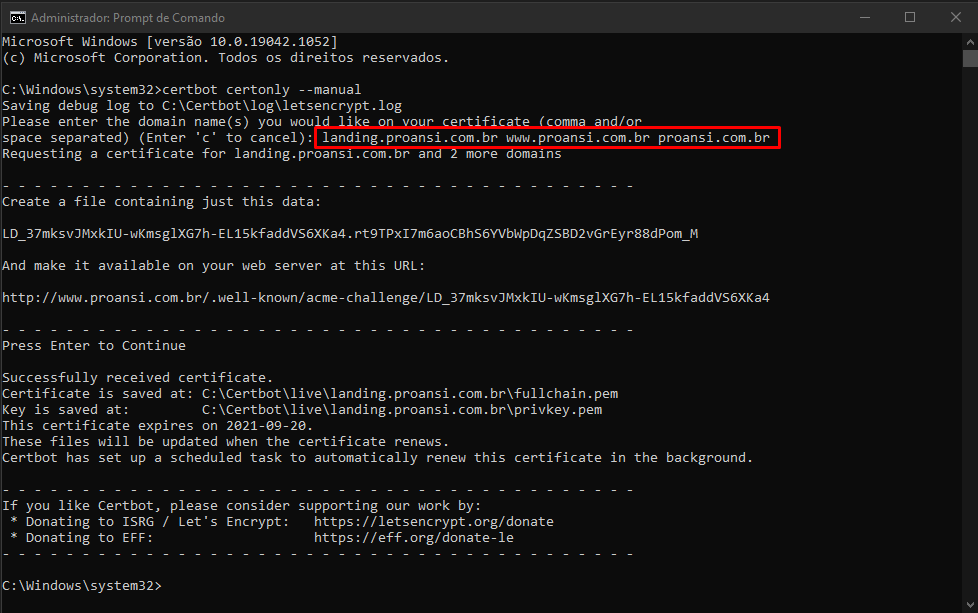 Administrador: Prompt de Comando
Microsoft Windows [versão 10.0.19042.1052]
(c) Microsoft Corporation. Todos os direitos reservados.
C:\Windows\system32>certbot certonly --manual
Saving debug log to C:\Certbot\log\letsencrypt.log
Please enter the domain name(s) you would like on your certificate (comma and/or
space separated) (Enter 'c' to cancel): landing.proansi.com.br www.proansi.com.br proansi.com.br
Requesting a certificate for landing.proansi.com.br and 2 more domains
- - - - - - - - - - - - - - - - - - - - - - - - - - - - - - - - - - - - - - - -
Create a file containing just this data:
LD_37mksvJMxkIU-wKmsglXG7h-EL15kfaddVS6XKa4.rt9TPxI7m6aoCBhS6YVbWpDqZSBD2vGrEyr88dPom_M
And make it available on your web server at this URL:
http://www.proansi.com.br/.well-known/acme-challenge/LD_37mksvJMxkIU-wKmsglXG7h-EL15kfaddVS6XKa4
- - - - - - - - - - - - - - - - - - - - - - - - - - - - - - - - - - - - - - - -
Press Enter to Continue
Successfully received certificate.
Certificate is saved at: C:\Certbot\live\landing.proansi.com.br\fullchain.pem
Key is saved at:         C:\Certbot\live\landing.proansi.com.br\privkey.pem
This certificate expires on 2021-09-20.
These files will be updated when the certificate renews.
Certbot has set up a scheduled task to automatically renew this certificate in the background.
- - - - - - - - - - - - - - - - - - - - - - - - - - - - - - - - - - - - - - - -
If you like Certbot, please consider supporting our work by:
 * Donating to ISRG / Let's Encrypt:   https://letsencrypt.org/donate
 * Donating to EFF:                    https://eff.org/donate-le
- - - - - - - - - - - - - - - - - - - - - - - - - - - - - - - - - - - - - - - -
C:\Windows\system32>